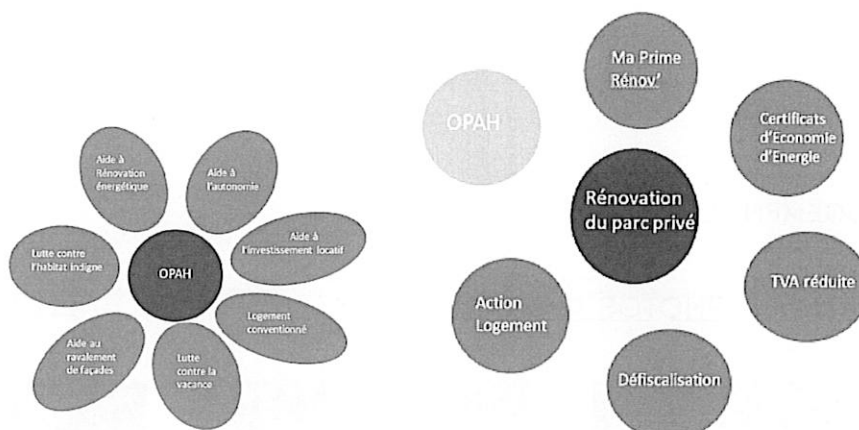 Aide à
Rénovation
énergétique
Aide à
l'autonomie
Aide à
l'investissement locatif
Lutte contre
l'habitat indigne
OPAH
Logement
conventionné
Aide au
ravalement
de façades
Lutte
contre la
vacance
Ma Prime
Rénov'
OPAH
Certificats
d'Economie
d'Energie
Rénovation
du parc privé
Action
Logement
TVA réduite
Défiscalisation